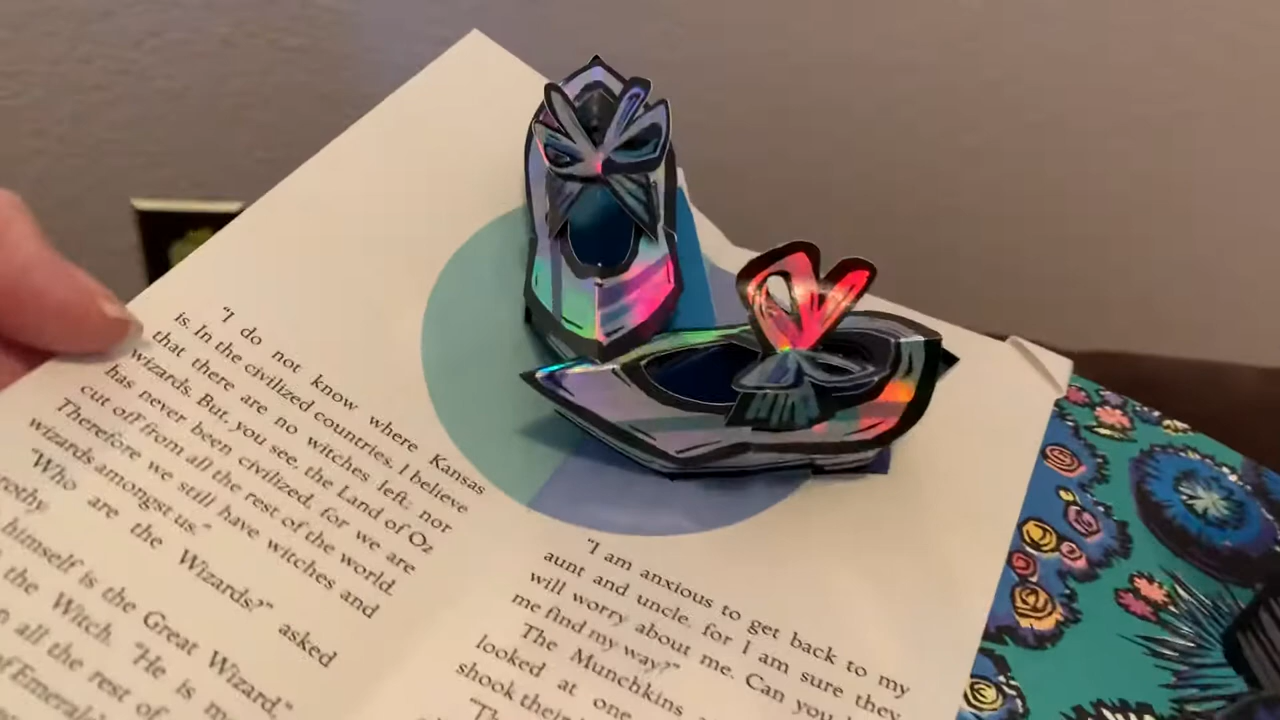 "I do not know where Kansas
is. In the civilized countries, I believe
that there are no witches left; nor
wizards. But, you see, the Land of Oz
has never been civilized, for we are
cut off from all the rest of the world.
Therefore we still have witches and
wizards amongst us."
"Who are the Wizards?" asked
himself is the Great Wizard,"
the Witch. "He is
all the rest of
"I am anxious to get back to my
aunt and uncle, for I am sure they
will worry about me. Can you
me find my way?"
The Munchkins
looked at one
shook their